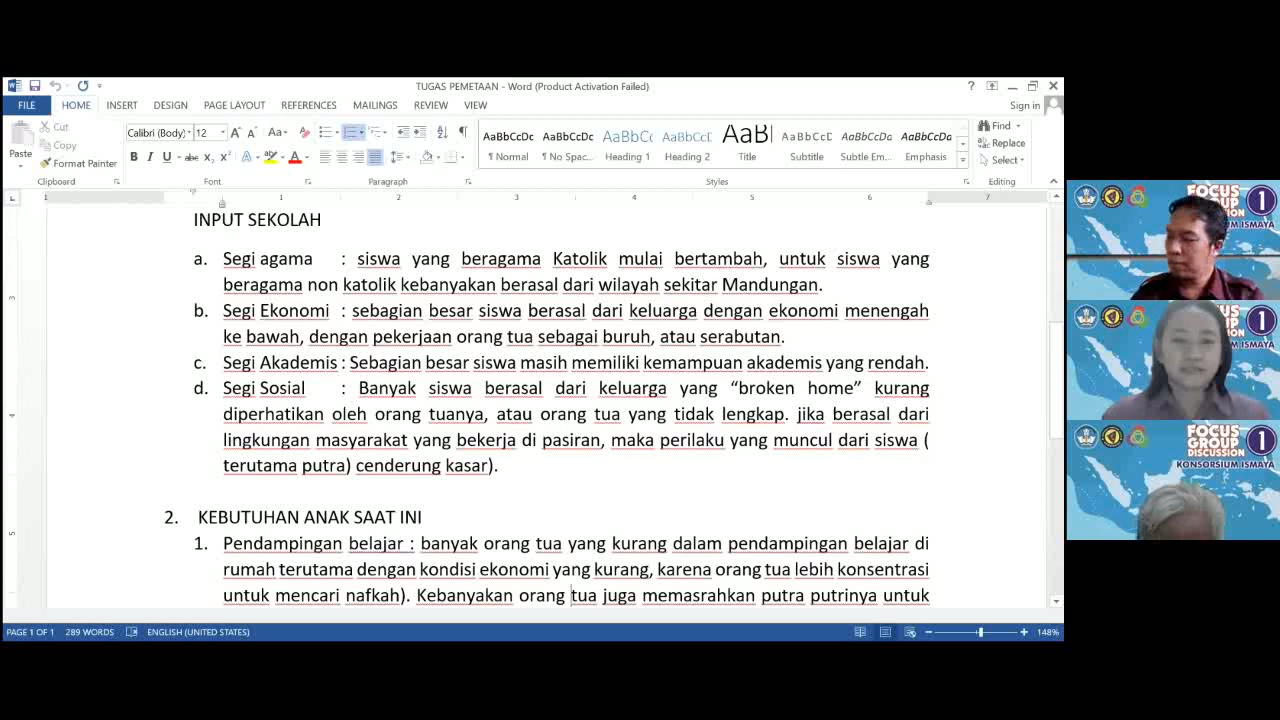 TUGAS PEMETAAN - Word (Product Activation Failed)
FILE HOME INSERT DESIGN PAGE LAYOUT REFERENCES MAILINGS REVIEW VIEW Sign in
Paste
Cut
Copy
Format Painter
Clipboard
Calibri (Body) 12
Font
Paragraph
AaBbCcDc AaBbCcDc AaBbCc AaBbCcC AaB AaBbCcD AaBbCcDc AaBbCcDc
¶ Normal ¶ No Spac... Heading 1 Heading 2 Title Subtitle Subtle Em... Emphasis
Styles
Find
Replace
Select
Editing
INPUT SEKOLAH
a. Segi agama : siswa yang beragama Katolik mulai bertambah, untuk siswa yang
beragama non katolik kebanyakan berasal dari wilayah sekitar Mandungan.
b. Segi Ekonomi : sebagian besar siswa berasal dari keluarga dengan ekonomi menengah
ke bawah, dengan pekerjaan orang tua sebagai buruh, atau serabutan.
c. Segi Akademis : Sebagian besar siswa masih memiliki kemampuan akademis yang rendah.
d. Segi Sosial : Banyak siswa berasal dari keluarga yang “broken home” kurang
diperhatikan oleh orang tuanya, atau orang tua yang tidak lengkap. jika berasal dari
lingkungan masyarakat yang bekerja di pasiran, maka perilaku yang muncul dari siswa (
terutama putra) cenderung kasar).
2. KEBUTUHAN ANAK SAAT INI
1. Pendampingan belajar : banyak orang tua yang kurang dalam pendampingan belajar di
rumah terutama dengan kondisi ekonomi yang kurang, karena orang tua lebih konsentrasi
untuk mencari nafkah). Kebanyakan orang tua juga memasrahkan putra putrinya untuk
PAGE 1 OF 1 289 WORDS ENGLISH (UNITED STATES) 148%
FOCUS
1
FOCUS
1
FOCUS
GROUP
DISCUSSION
1
KONSORSIUM ISMAYA